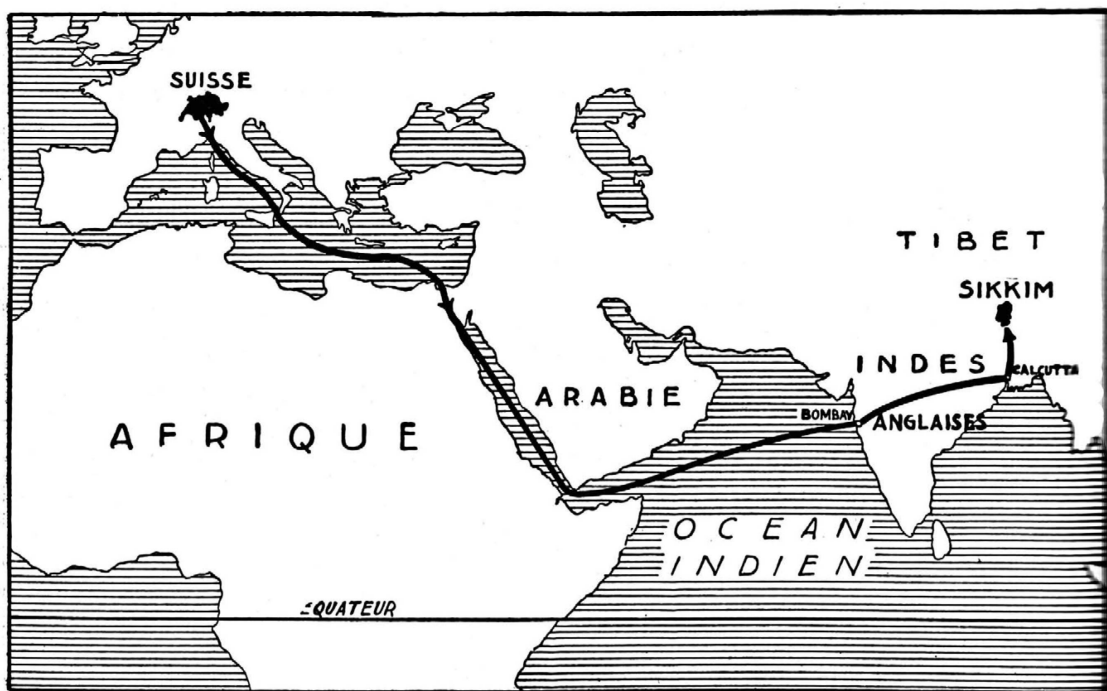 SUISSE
TIBET
SIKKIM
INDES
CALCUTTA
ARABIE
BOMBAY
ANGLAISES
AFRIQUE
OCEAN
INDIEN
EQUATEUR